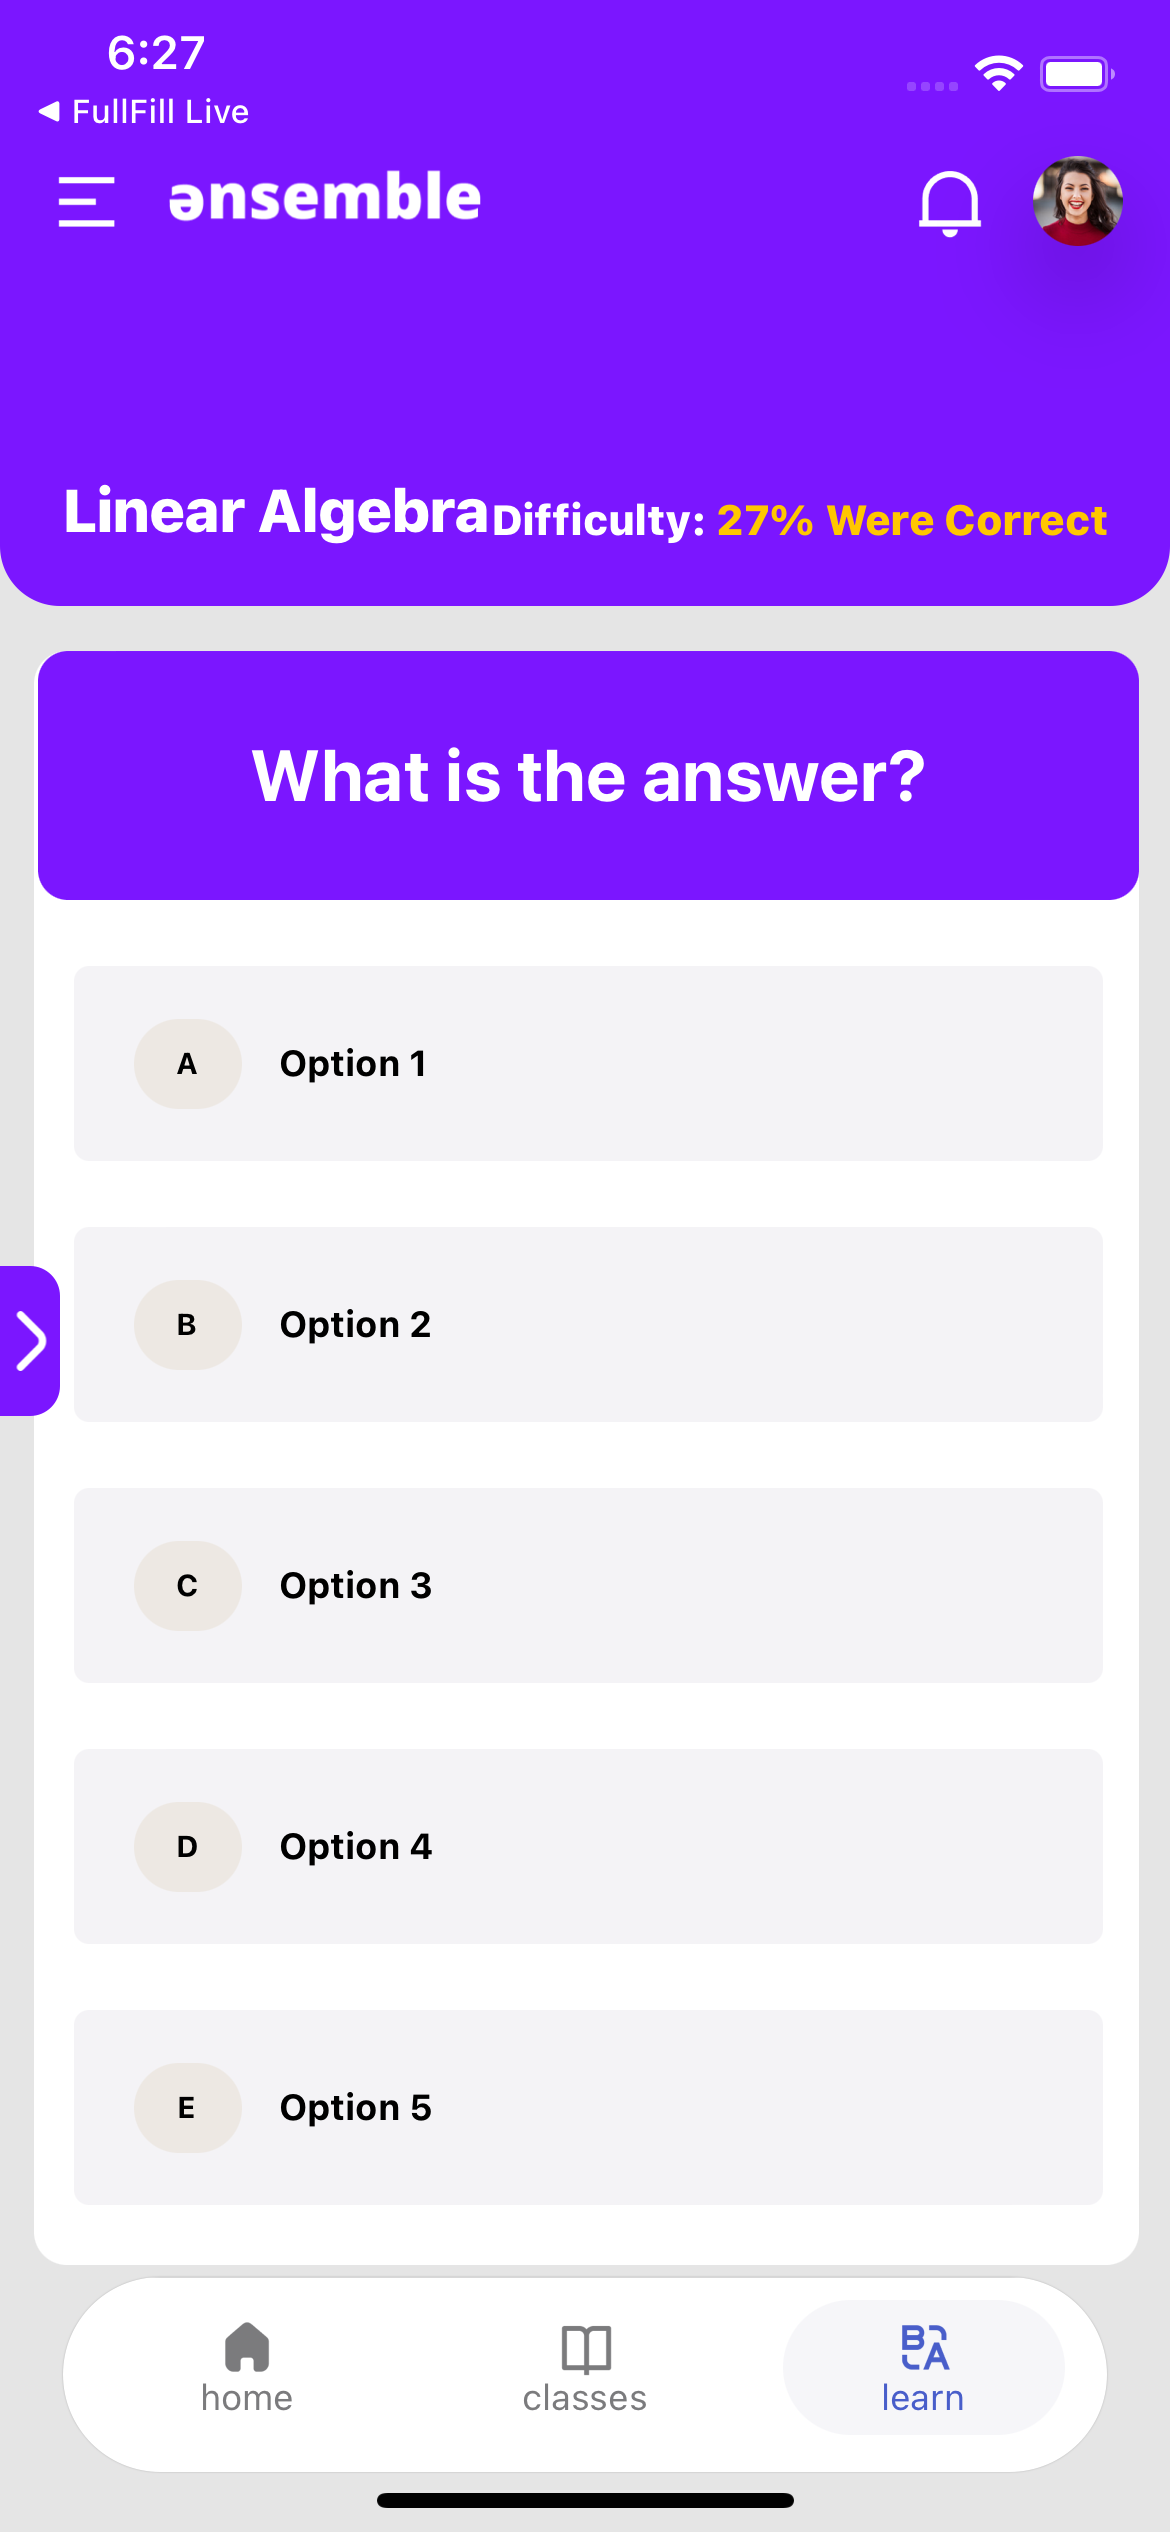 6:27
FullFill Live
ənsemble
Linear Algebra Difficulty: 27% Were Correct
What is the answer?
A Option 1
B Option 2
C Option 3
D Option 4
E Option 5
home classes learn